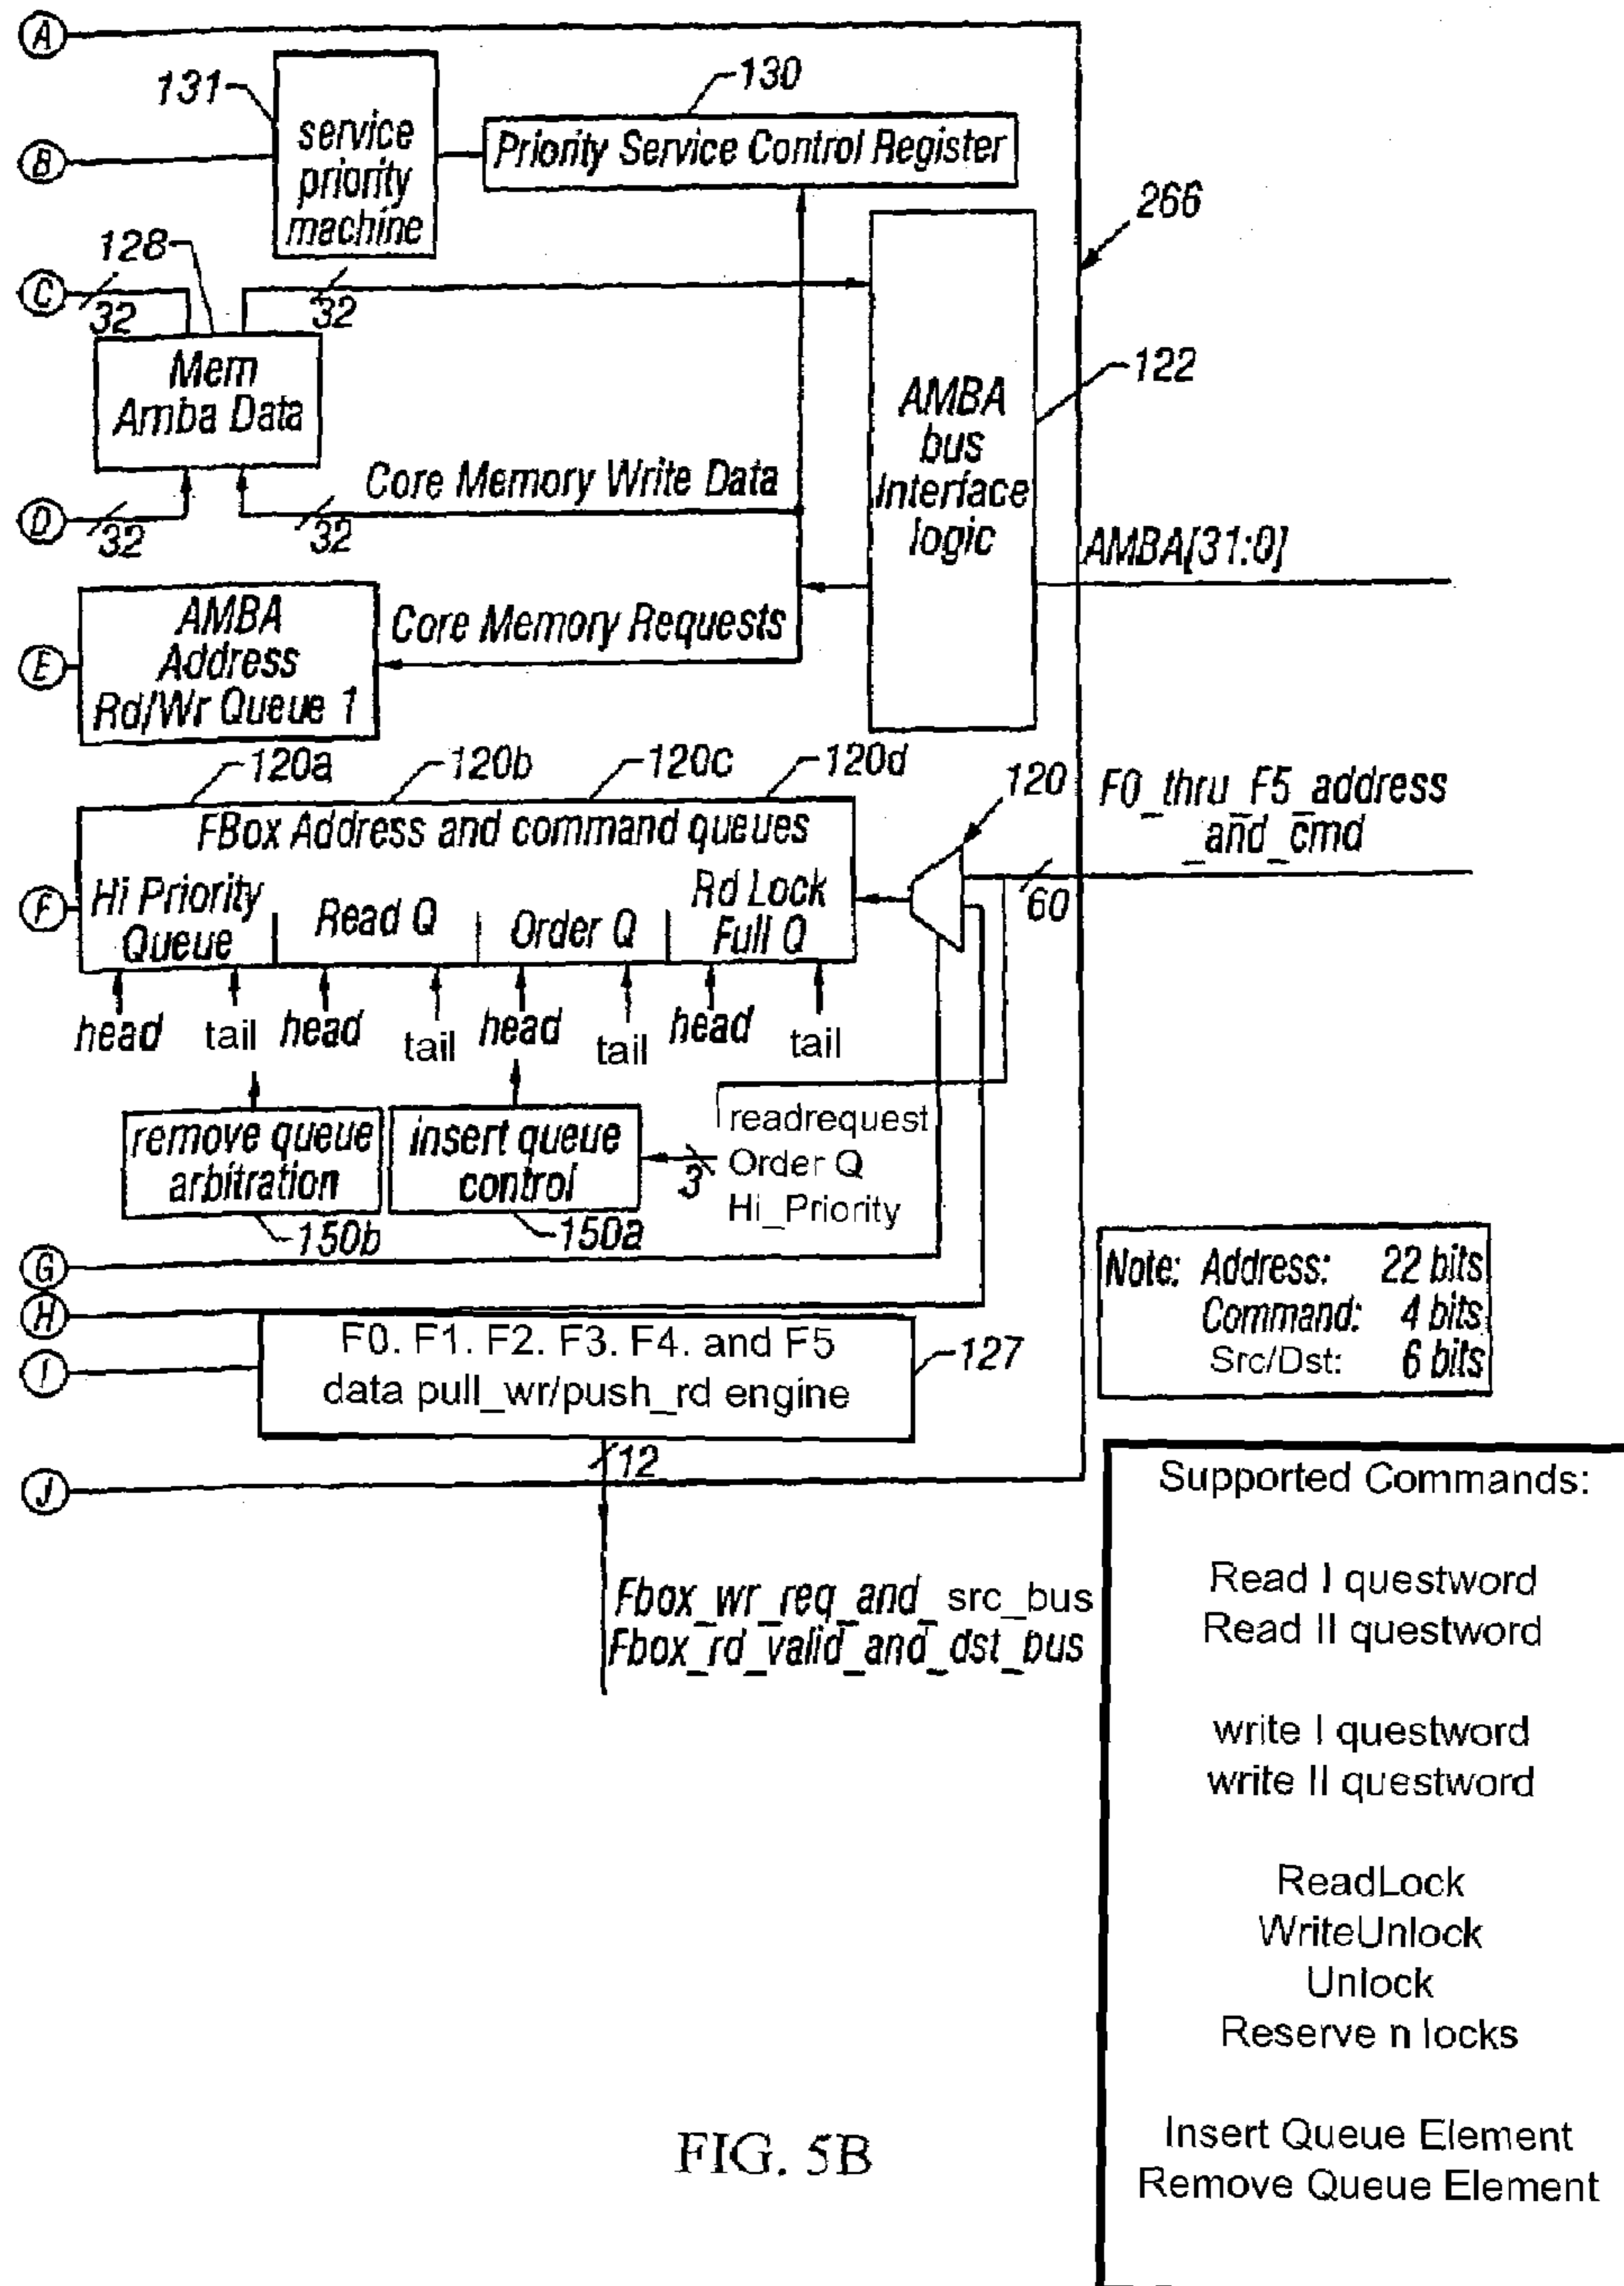 A
131
service
priority
machine
130
Priority Service Control Register
B
266
128
C
32
32
Mem
Amba Data
122
AMBA
bus
Interface
logic
Core Memory Write Data
D
32
32
AMBA[31:0]
AMBA
Address
Rd/Wr Queue 1
Core Memory Requests
E
120a
120b
120c
120d
120
F0_thru_F5_address
_and_cmd
60
FBox Address and command queues
F
Hi Priority
Queue
Read Q
Order Q
Rd Lock
Full Q
head
tail
head
tail
head
tail
head
tail
remove queue
arbitration
insert queue
control
3
readrequest
Order Q
Hi_Priority
150b
150a
G
H
Note: Address: 22 bits
Command: 4 bits
Src/Dst: 6 bits
I
F0. F1. F2. F3. F4. and F5
data pull_wr/push_rd engine
127
12
J
Fbox_wr_req_and_ src_bus
Fbox_rd_valid_and_dst_bus
Supported Commands:
Read I questword
Read II questword
write I questword
write II questword
ReadLock
WriteUnlock
Unlock
Reserve n locks
Insert Queue Element
Remove Queue Element
FIG. 5B